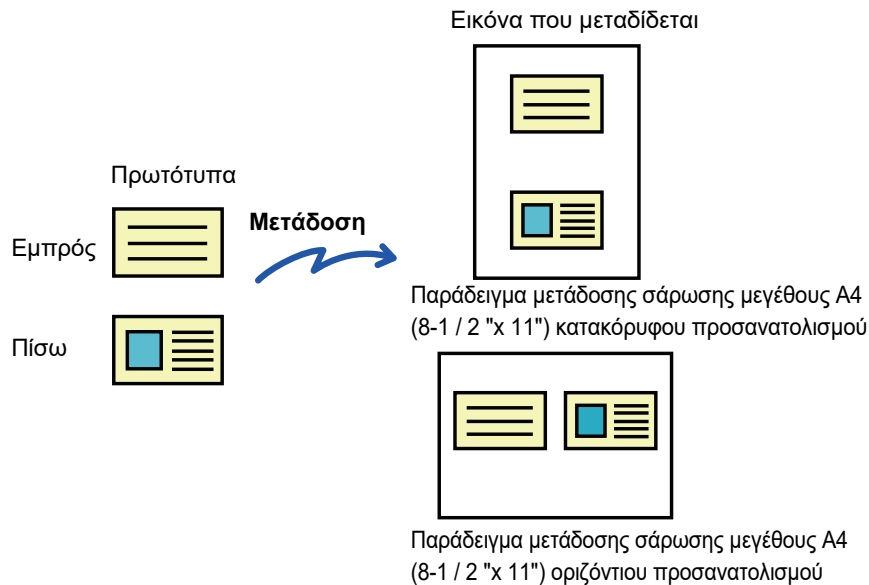 Εικόνα που μεταδίδεται
Πρωτότυπα
Μετάδοση
Εμπρός
Πίσω
Παράδειγμα μετάδοσης σάρωσης μεγέθους A4
(8-1 / 2 "x 11") κατακόρυφου προσανατολισμού
Παράδειγμα μετάδοσης σάρωσης μεγέθους A4
(8-1 / 2 "x 11") οριζόντιου προσανατολισμού